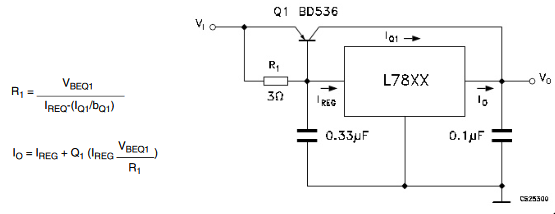 Q1 BD536
VI
IQ1
R1
3Ω
IREG
L78XX
IO
VO
0.33µF
0.1µF
R1 = VBEQ1 / IREQ-(IQ1/bQ1)
IO = IREG + Q1 (IREG VBEQ1 / R1 )
CS25300